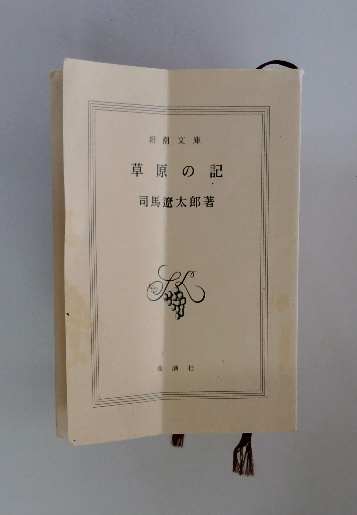 新潮文庫
草原の記
司馬遼太郎著
新潮社